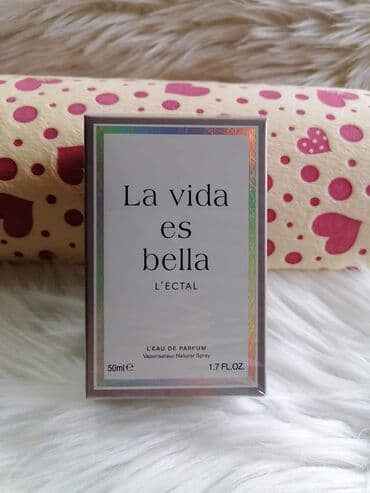 La vida
es
bella
L'ÉCTAL
L'EAU DE PARFUM
Vaporisateur Natural Spray
50ml℮ 1.7 FL.OZ.